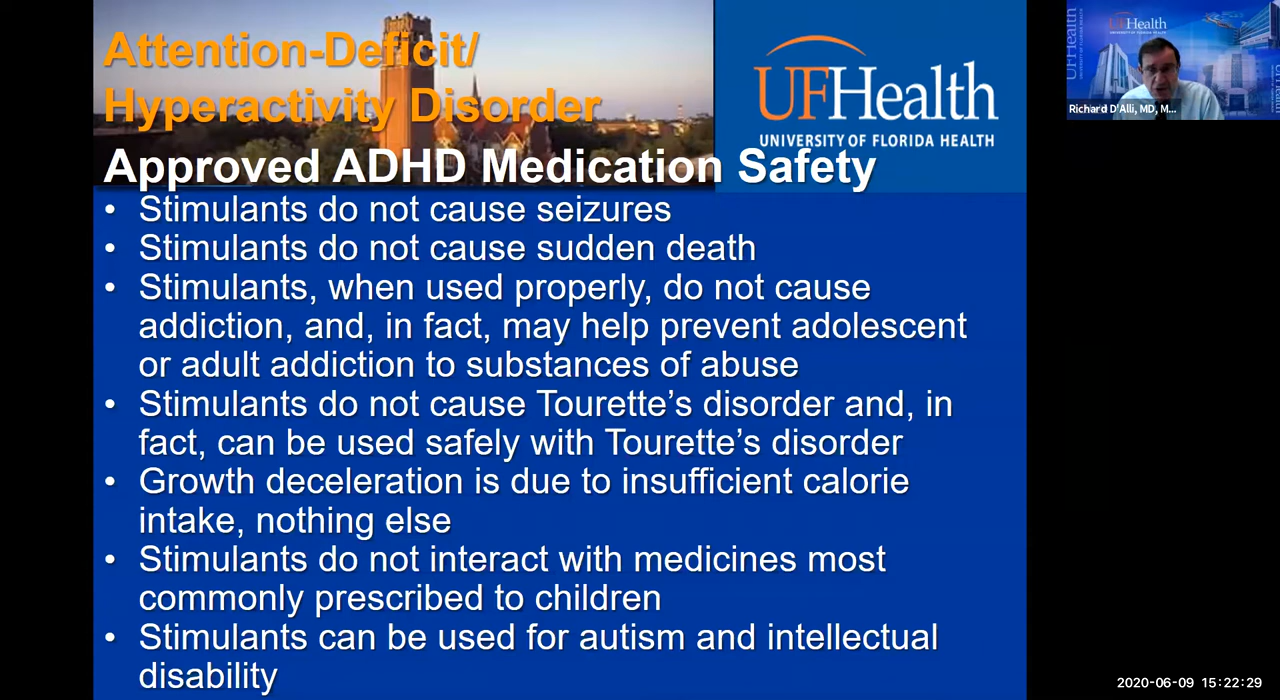 Attention-Deficit/
Hyperactivity Disorder
UFHealth
UNIVERSITY OF FLORIDA HEALTH
Approved ADHD Medication Safety
• Stimulants do not cause seizures
• Stimulants do not cause sudden death
• Stimulants, when used properly, do not cause
addiction, and, in fact, may help prevent adolescent
or adult addiction to substances of abuse
• Stimulants do not cause Tourette’s disorder and, in
fact, can be used safely with Tourette’s disorder
• Growth deceleration is due to insufficient calorie
intake, nothing else
• Stimulants do not interact with medicines most
commonly prescribed to children
• Stimulants can be used for autism and intellectual
disability
UFHealth
UFHealth
Richard D'Alli, MD, M...
2020-06-09 15:22:29